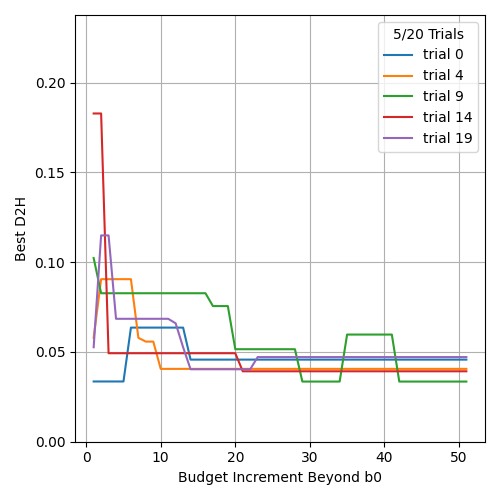 5/20 Trials
trial 0
trial 4
trial 9
trial 14
trial 19
Best D2H
0.20
0.15
0.10
0.05
0.00
0 10 20 30 40 50
Budget Increment Beyond b0